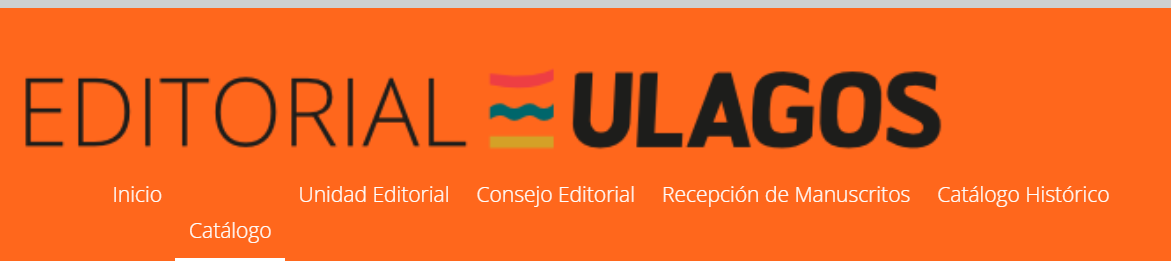 EDITORIAL ULAGOS
Inicio Unidad Editorial Consejo Editorial Recepción de Manuscritos Catálogo Histórico
Catálogo